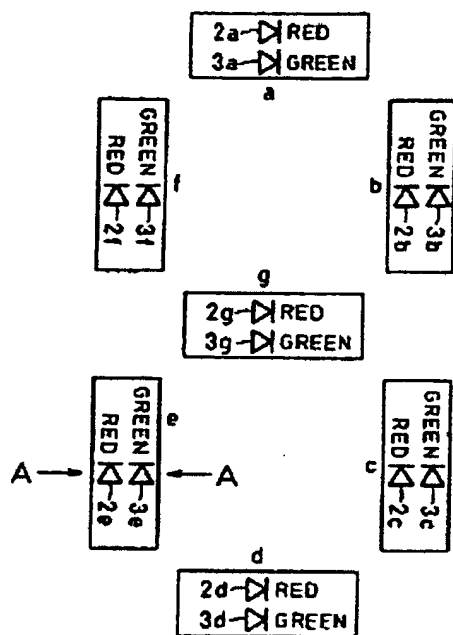 2a RED
3a GREEN
a
GREEN 3f
RED 2f
f
b
GREEN 3b
RED 2b
g
2g RED
3g GREEN
GREEN 3e
RED 2e
e
A A
c
GREEN 3c
RED 2c
d
2d RED
3d GREEN